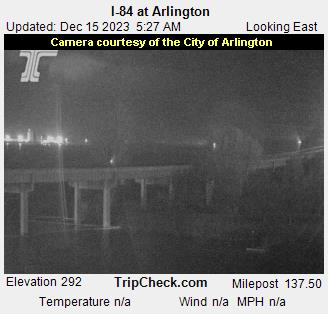 I-84 at Arlington
Updated: Dec 15 2023 5:27 AM Looking East
Camera courtesy of the City of Arlington
Elevation 292 TripCheck.com Milepost 137.50
Temperature n/a Wind n/a MPH n/a